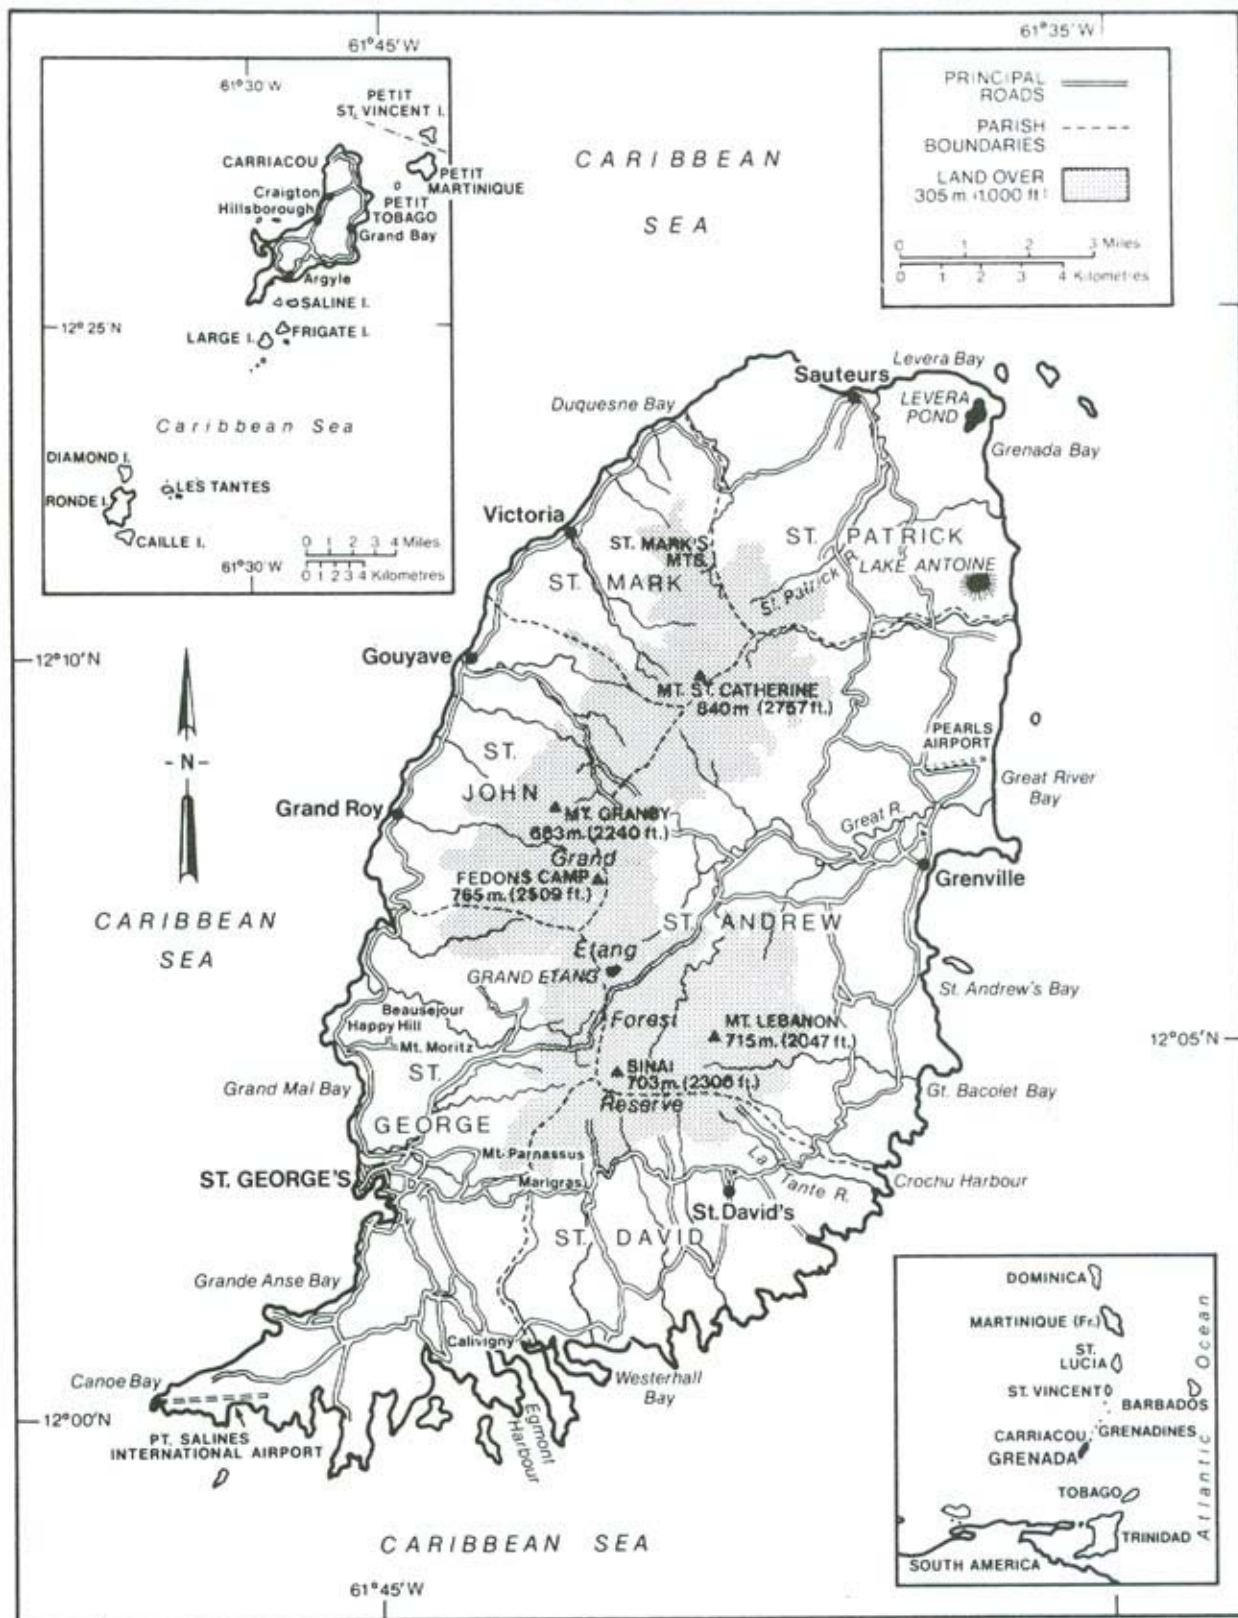 61°45'W
61°35'W
61°30 W
PETIT
ST. VINCENT I.
CARRIACOU
PETIT
MARTINIQUE
Craigton
Hillsborough
PETIT
TOBAGO
Grand Bay
Argyle
SALINE I.
12°25'N
LARGE I.
FRIGATE I.
Caribbean Sea
DIAMOND I.
RONDE I.
LES TANTES
CAILLE I.
0 1 2 3 4 Miles
0 1 2 3 4 Kilometres
61°30 W
CARIBBEAN
SEA
PRINCIPAL
ROADS
PARISH
BOUNDARIES
LAND OVER
305 m. (1,000 ft.)
0 1 2 3 Miles
0 1 2 3 4 Kilometres
Levera Bay
Sauteurs
LEVERA
POND
Duquesne Bay
Grenada Bay
Victoria
ST. MARK'S
MTS.
ST. PATRICK
ST. MARK
St. Patrick R.
LAKE ANTOINE
12°10'N
Gouyave
MT. ST. CATHERINE
840 m (2757 ft.)
PEARLS
AIRPORT
ST.
JOHN
-N-
Great River
Bay
Grand Roy
MT. GRANBY
683m. (2240 ft.)
Great R.
Grand
FEDONS CAMP
765m. (2509 ft.)
Grenville
CARIBBEAN
SEA
ST. ANDREW
Etang
GRAND ETANG
St. Andrew's Bay
Beausejour
Happy Hill
Forest
MT. LEBANON
715m. (2047 ft.)
12°05'N
Mt. Moritz
ST.
SINAI
703m. (2306 ft.)
Grand Mal Bay
Gt. Bacolet Bay
Reserve
GEORGE
Mt. Parnassus
La Tante R.
ST. GEORGE'S
Marigras
Crochu Harbour
St. David's
ST. DAVID
Grande Anse Bay
Calivigny
Canoe Bay
Westerhall
Bay
12°00'N
Egmont
Harbour
PT. SALINES
INTERNATIONAL AIRPORT
CARIBBEAN SEA
61°45'W
DOMINICA
MARTINIQUE (Fr.)
ST.
LUCIA
ST. VINCENT
BARBADOS
GRENADINES
CARRIACOU
GRENADA
TOBAGO
TRINIDAD
SOUTH AMERICA
Atlantic Ocean